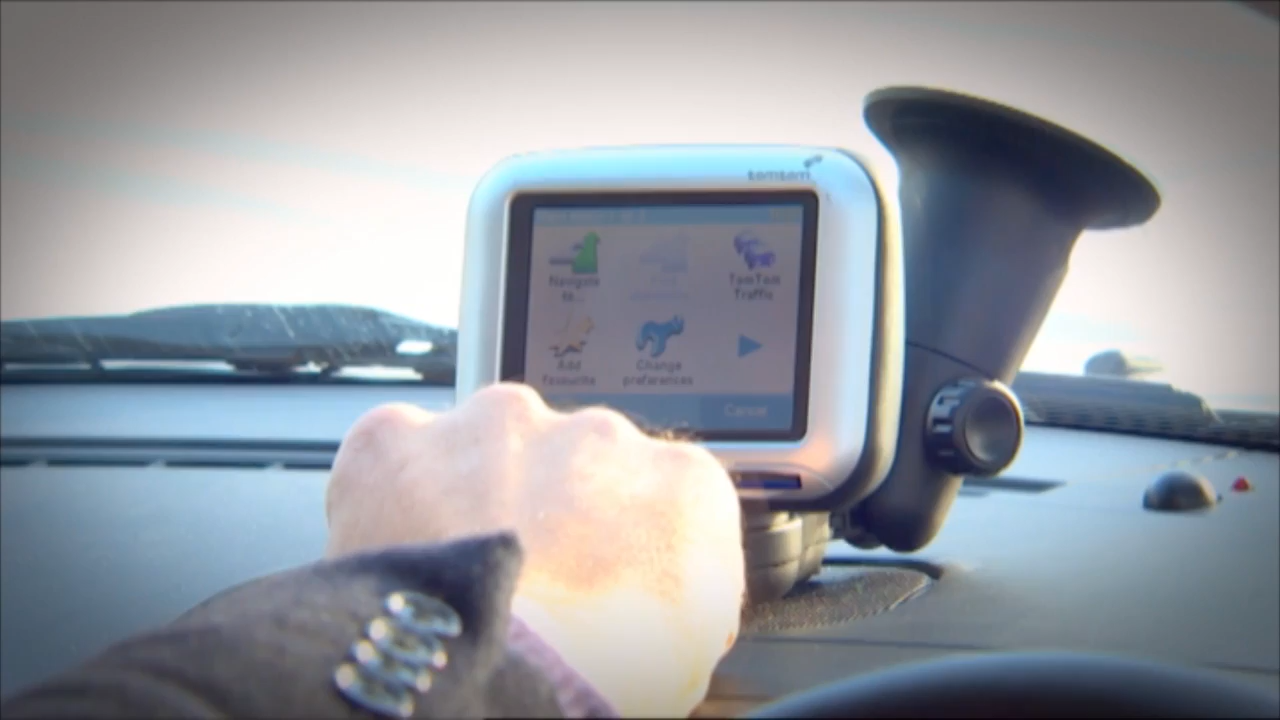 tomtom
Navigate
to...
TomTom
Traffic
Add
favourite
Change
preferences
Cancel